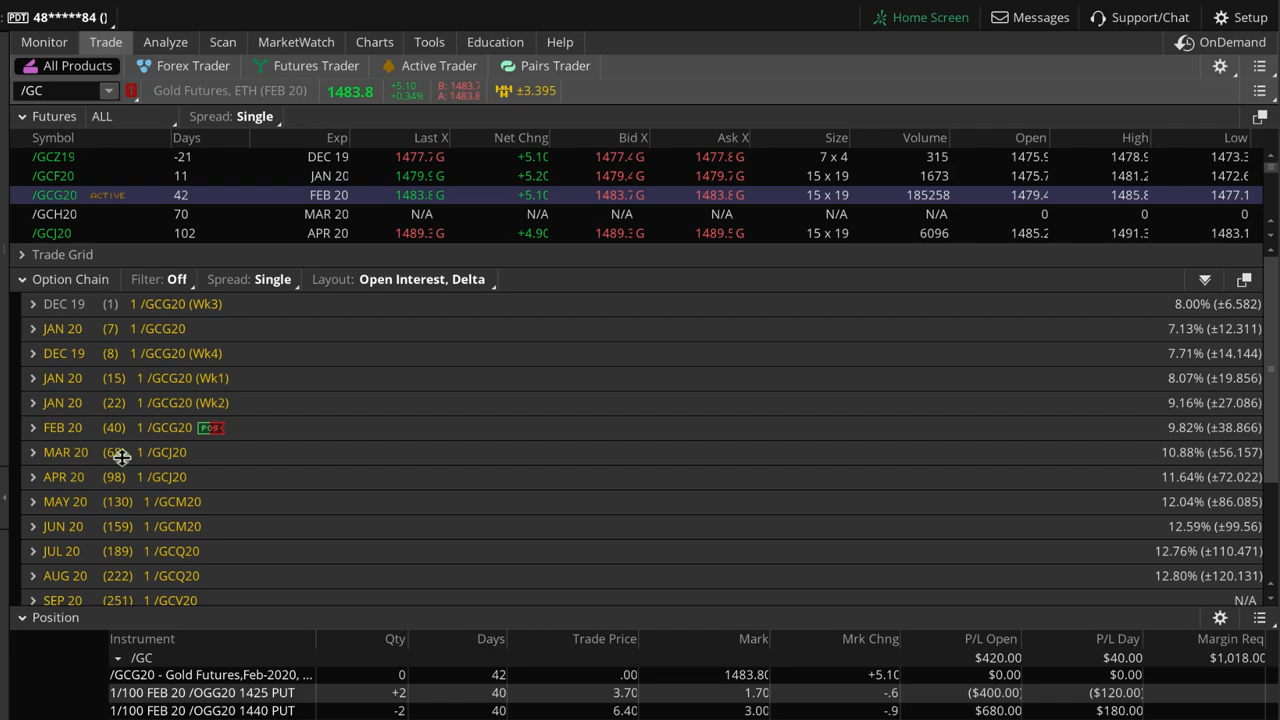 PDT 48*****84 () Home Screen Messages Support/Chat Setup
Monitor Trade Analyze Scan MarketWatch Charts Tools Education Help OnDemand
All Products Forex Trader Futures Trader Active Trader Pairs Trader
/GC 1 Gold Futures, ETH (FEB 20) 1483.8 +5.10 +0.34% B: 1483.7 A: 1483.8 ±3.395
Futures ALL Spread: Single
Symbol Days Exp Last X Net Chng Bid X Ask X Size Volume Open High Low
/GCZ19 -21 DEC 19 1477.7 G +5.10 1477.4 G 1477.8 G 7 x 4 315 1475.9 1478.9 1473.3
/GCF20 11 JAN 20 1479.9 G +5.20 1479.4 G 1479.7 G 15 x 19 1673 1475.7 1481.2 1472.6
/GCG20 ACTIVE 42 FEB 20 1483.8 G +5.10 1483.7 G 1483.8 G 15 x 19 185258 1479.4 1485.8 1477.1
/GCH20 70 MAR 20 N/A N/A N/A N/A 15 x 19 N/A 0 0 0
/GCJ20 102 APR 20 1489.3 G +4.90 1489.3 G 1489.5 G 15 x 19 6096 1485.2 1491.3 1483.1
Trade Grid
Option Chain Filter: Off Spread: Single Layout: Open Interest, Delta
DEC 19 (1) 1 /GCG20 (Wk3) 8.00% (±6.582)
JAN 20 (7) 1 /GCG20 7.13% (±12.311)
DEC 19 (8) 1 /GCG20 (Wk4) 7.71% (±14.144)
JAN 20 (15) 1 /GCG20 (Wk1) 8.07% (±19.856)
JAN 20 (22) 1 /GCG20 (Wk2) 9.16% (±27.086)
FEB 20 (40) 1 /GCG20 POS 9.82% (±38.866)
MAR 20 1 /GCJ20 10.88% (±56.157)
APR 20 (98) 1 /GCJ20 11.64% (±72.022)
MAY 20 (130) 1 /GCM20 12.04% (±86.085)
JUN 20 (159) 1 /GCM20 12.59% (±99.56)
JUL 20 (189) 1 /GCQ20 12.76% (±110.471)
AUG 20 (222) 1 /GCQ20 12.80% (±120.131)
SEP 20 (251) 1 /GCV20 N/A
Position
Instrument Qty Days Trade Price Mark Mrk Chng P/L Open P/L Day Margin Req
/GC $420.00 $40.00 $1,018.00
/GCG20 - Gold Futures,Feb-2020, ... 0 42 .00 1483.80 +5.10 $0.00 $0.00
1/100 FEB 20 /OGG20 1425 PUT +2 40 3.70 1.70 -.6 ($400.00) ($120.00)
1/100 FEB 20 /OGG20 1440 PUT -2 40 6.40 3.00 -.9 $680.00 $180.00